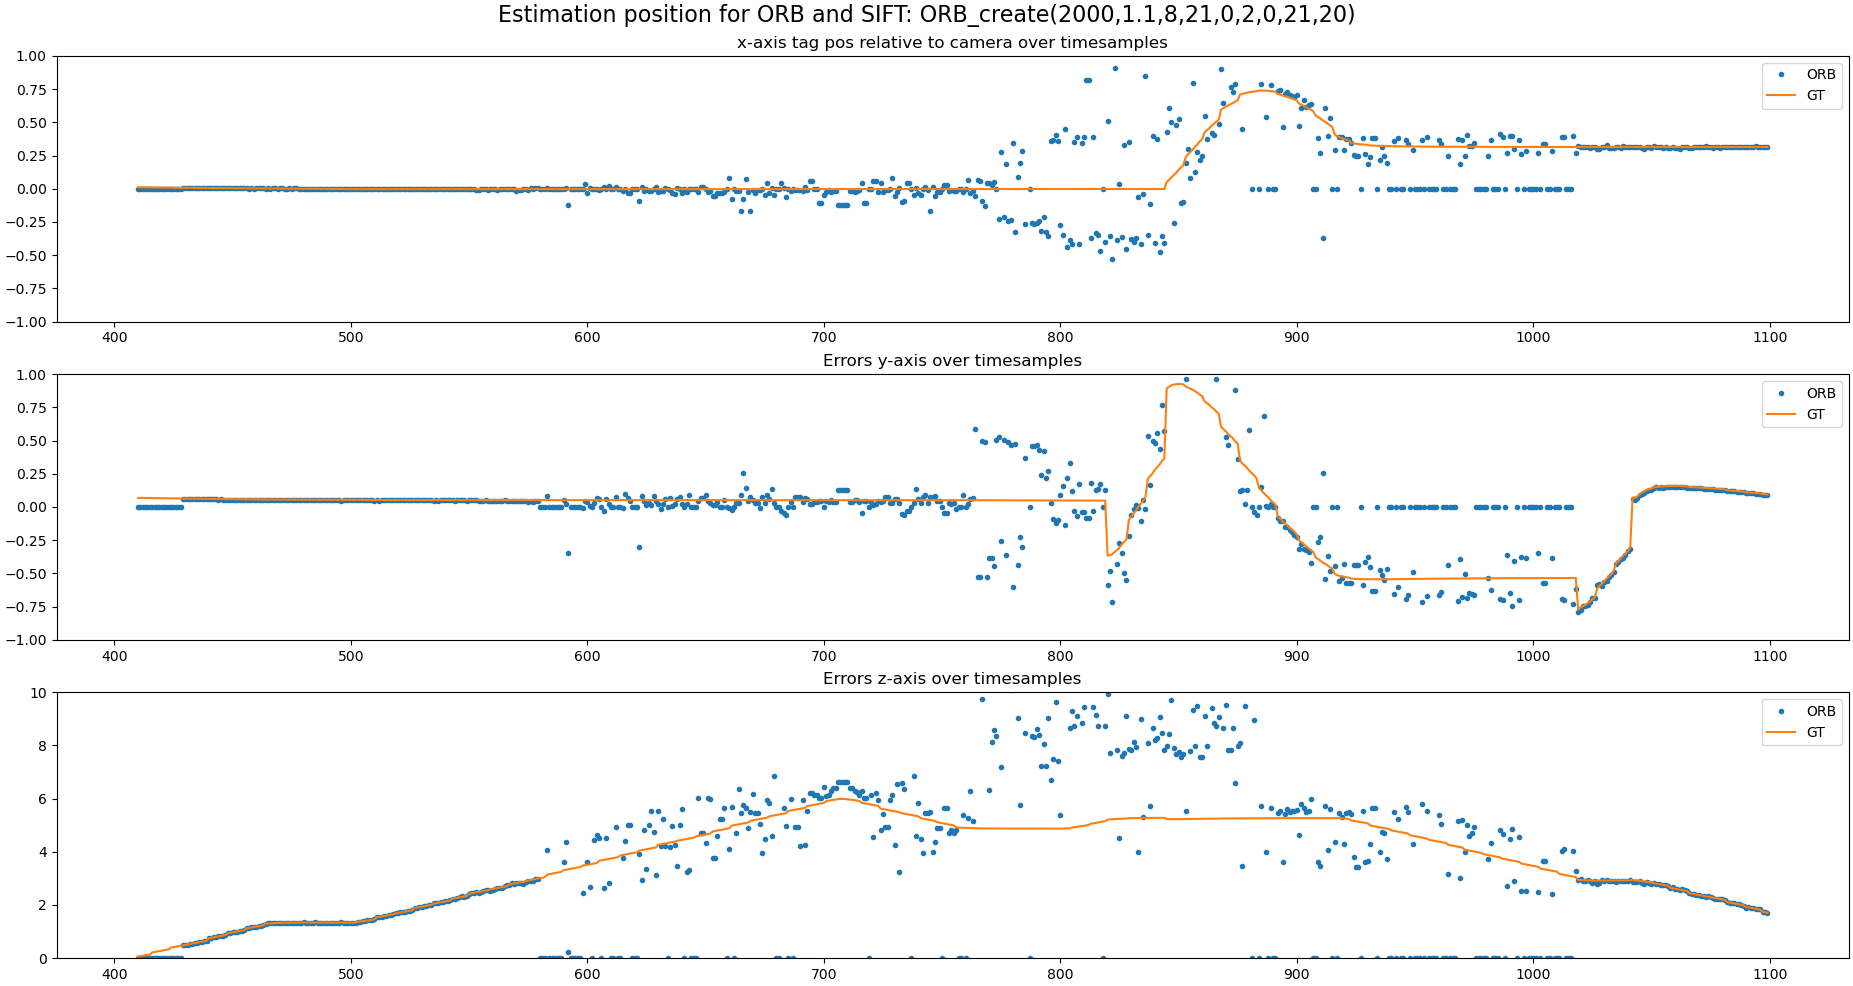 Estimation position for ORB and SIFT: ORB_create(2000,1.1,8,21,0,2,0,21,20)
x-axis tag pos relative to camera over timesamples
1.00
0.75
0.50
0.25
0.00
−0.25
−0.50
−0.75
−1.00
ORB
GT
400 500 600 700 800 900 1000 1100
Errors y-axis over timesamples
1.00
0.75
0.50
0.25
0.00
−0.25
−0.50
−0.75
−1.00
ORB
GT
400 500 600 700 800 900 1000 1100
Errors z-axis over timesamples
10
8
6
4
2
0
ORB
GT
400 500 600 700 800 900 1000 1100